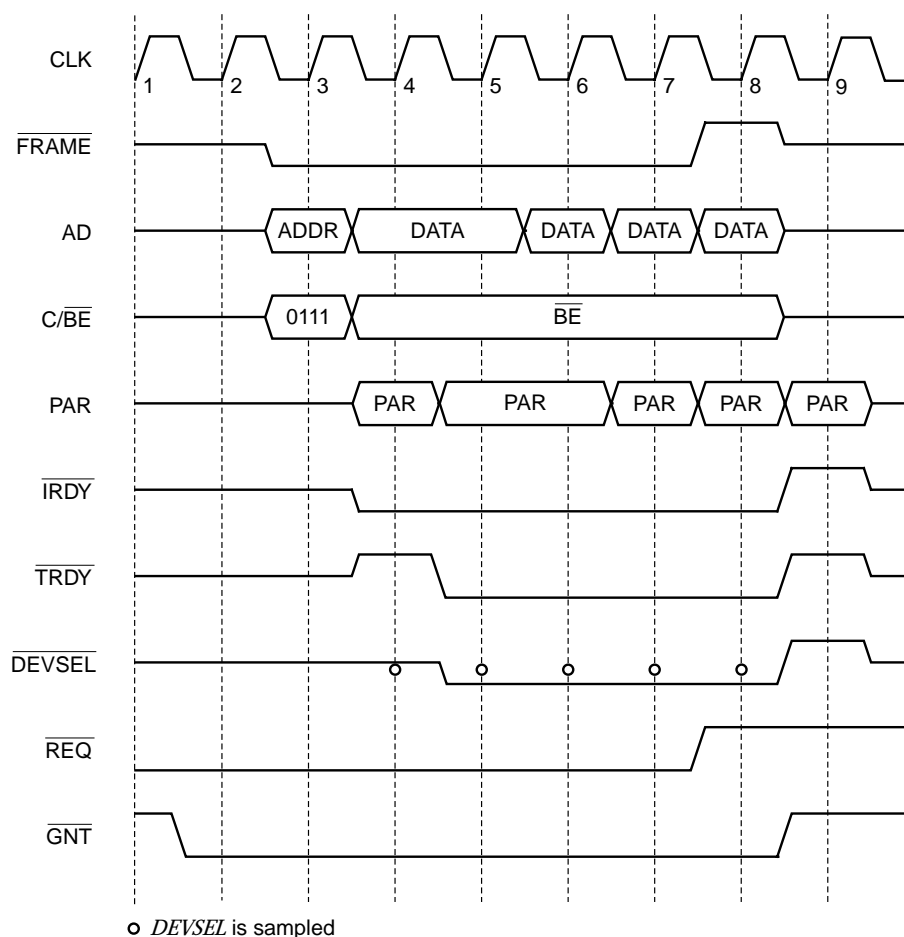 CLK
1 2 3 4 5 6 7 8 9
FRAME
AD
ADDR DATA DATA DATA DATA
C/BE
0111 BE
PAR
PAR PAR PAR PAR PAR
IRDY
TRDY
DEVSEL
REQ
GNT
DEVSEL is sampled